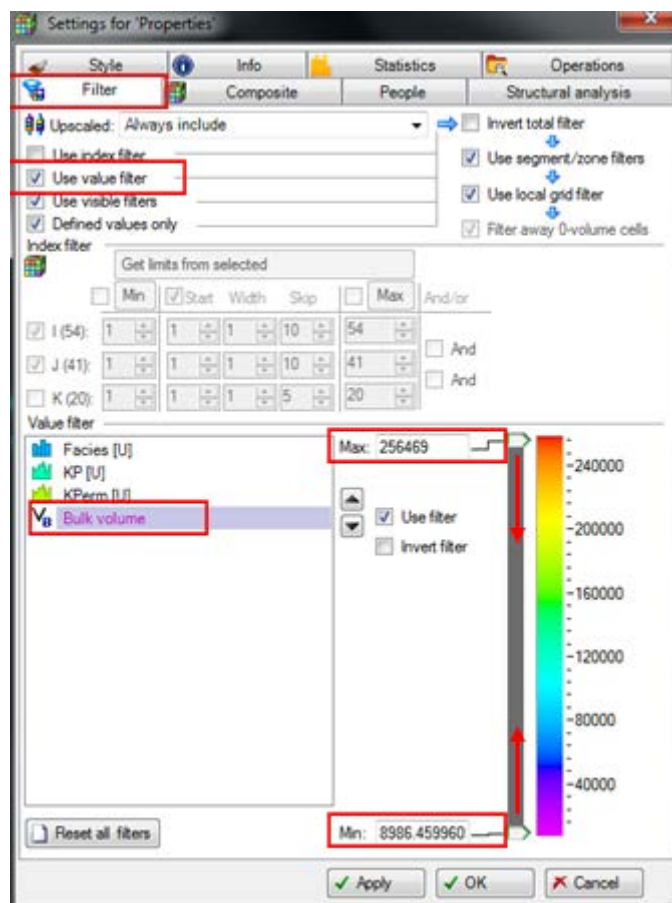 Settings for 'Properties'
Style Info Statistics Operations
Filter Composite People Structural analysis
Upscaled: Always include Invert total filter
Use index filter
Use segment/zone filters
Use value filter
Use visible filters Use local grid filter
Defined values only Filter away 0-volume cells
Index filter
Get limits from selected
Min Start Width Skip Max And/or
I (54): 1 1 1 10 54
And
J (41): 1 1 1 10 41
And
K (20): 1 1 1 5 20
Value filter
Facies [U] Max: 256469
KP [U] 240000
KPerm [U]
VB Bulk volume Use filter
200000
Invert filter
160000
120000
80000
40000
Reset all filters Min: 8986.459960
Apply OK Cancel